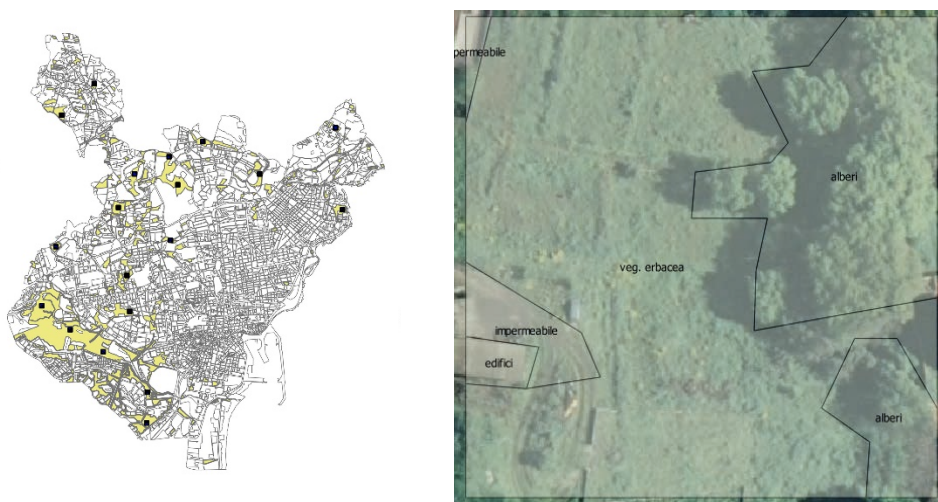 permeabile
alberi
veg. erbacea
impermeabile
edifici
alberi